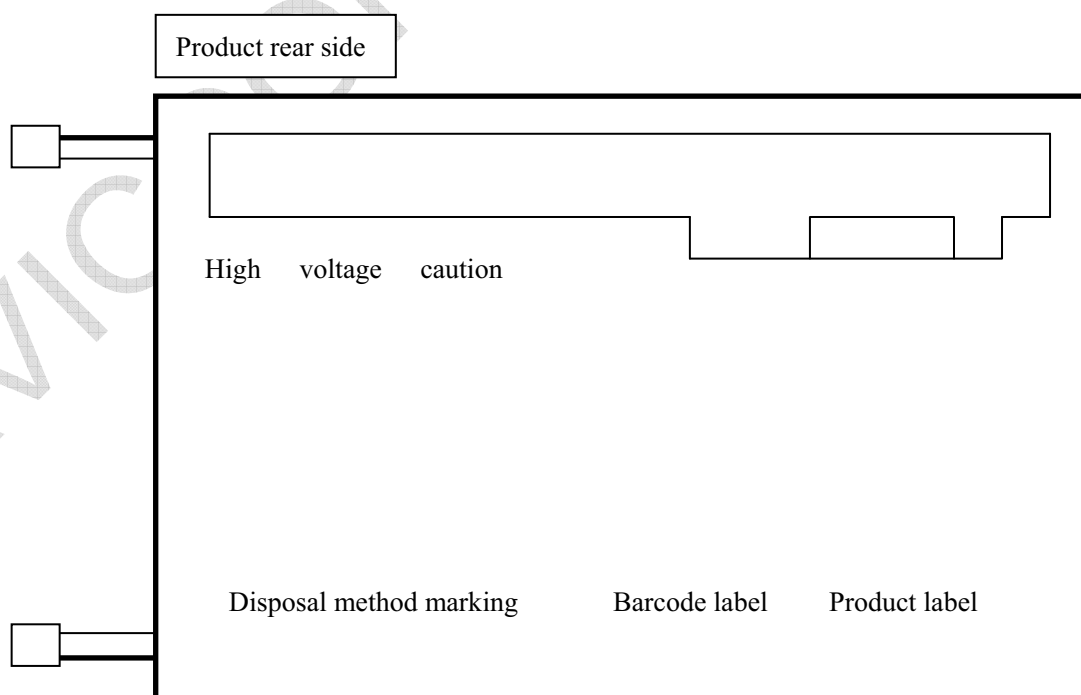 Product rear side
High voltage caution
Disposal method marking Barcode label Product label